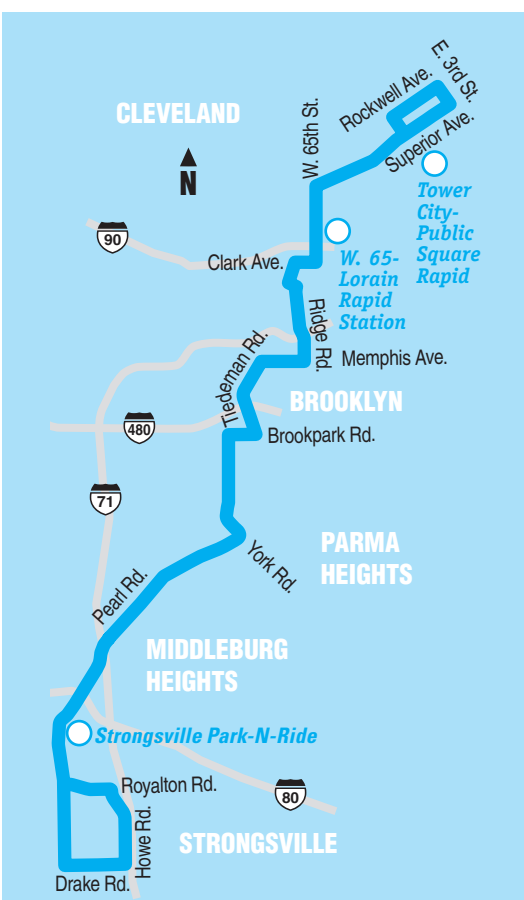 E. 3rd St.
Rockwell Ave.
CLEVELAND
W. 65th St.
Superior Ave.
N
Tower
City-
Public
Square
Rapid
90
Clark Ave.
W. 65-
Lorain
Rapid
Station
Ridge Rd.
Tiedeman Rd.
Memphis Ave.
BROOKLYN
480
Brookpark Rd.
71
PARMA
HEIGHTS
York Rd.
Pearl Rd.
MIDDLEBURG
HEIGHTS
Strongsville Park-N-Ride
Royalton Rd.
80
Howe Rd.
STRONGSVILLE
Drake Rd.